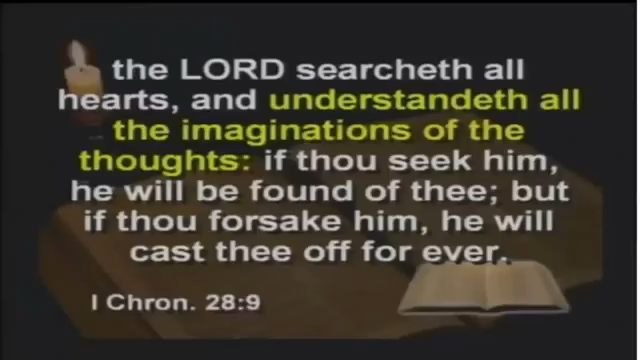 the LORD searcheth all
hearts, and understandeth all
the imaginations of the
thoughts: if thou seek him,
he will be found of thee; but
if thou forsake him, he will
cast thee off for ever.
I Chron. 28:9